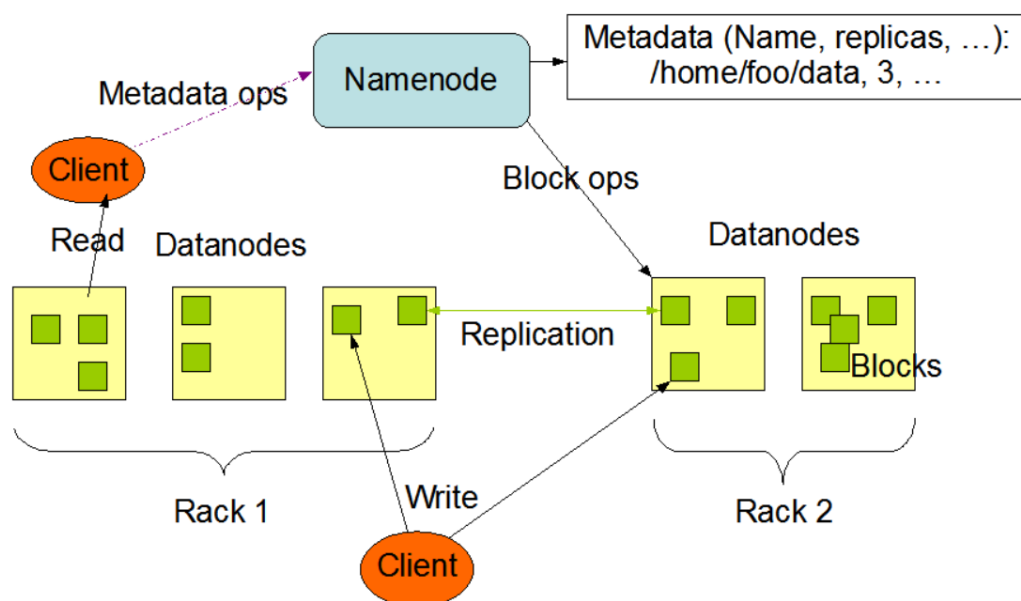 Metadata (Name, replicas, …):
/home/foo/data, 3, …
Namenode
Metadata ops
Client
Block ops
Read
Datanodes
Datanodes
Replication
Blocks
Rack 1
Write
Rack 2
Client